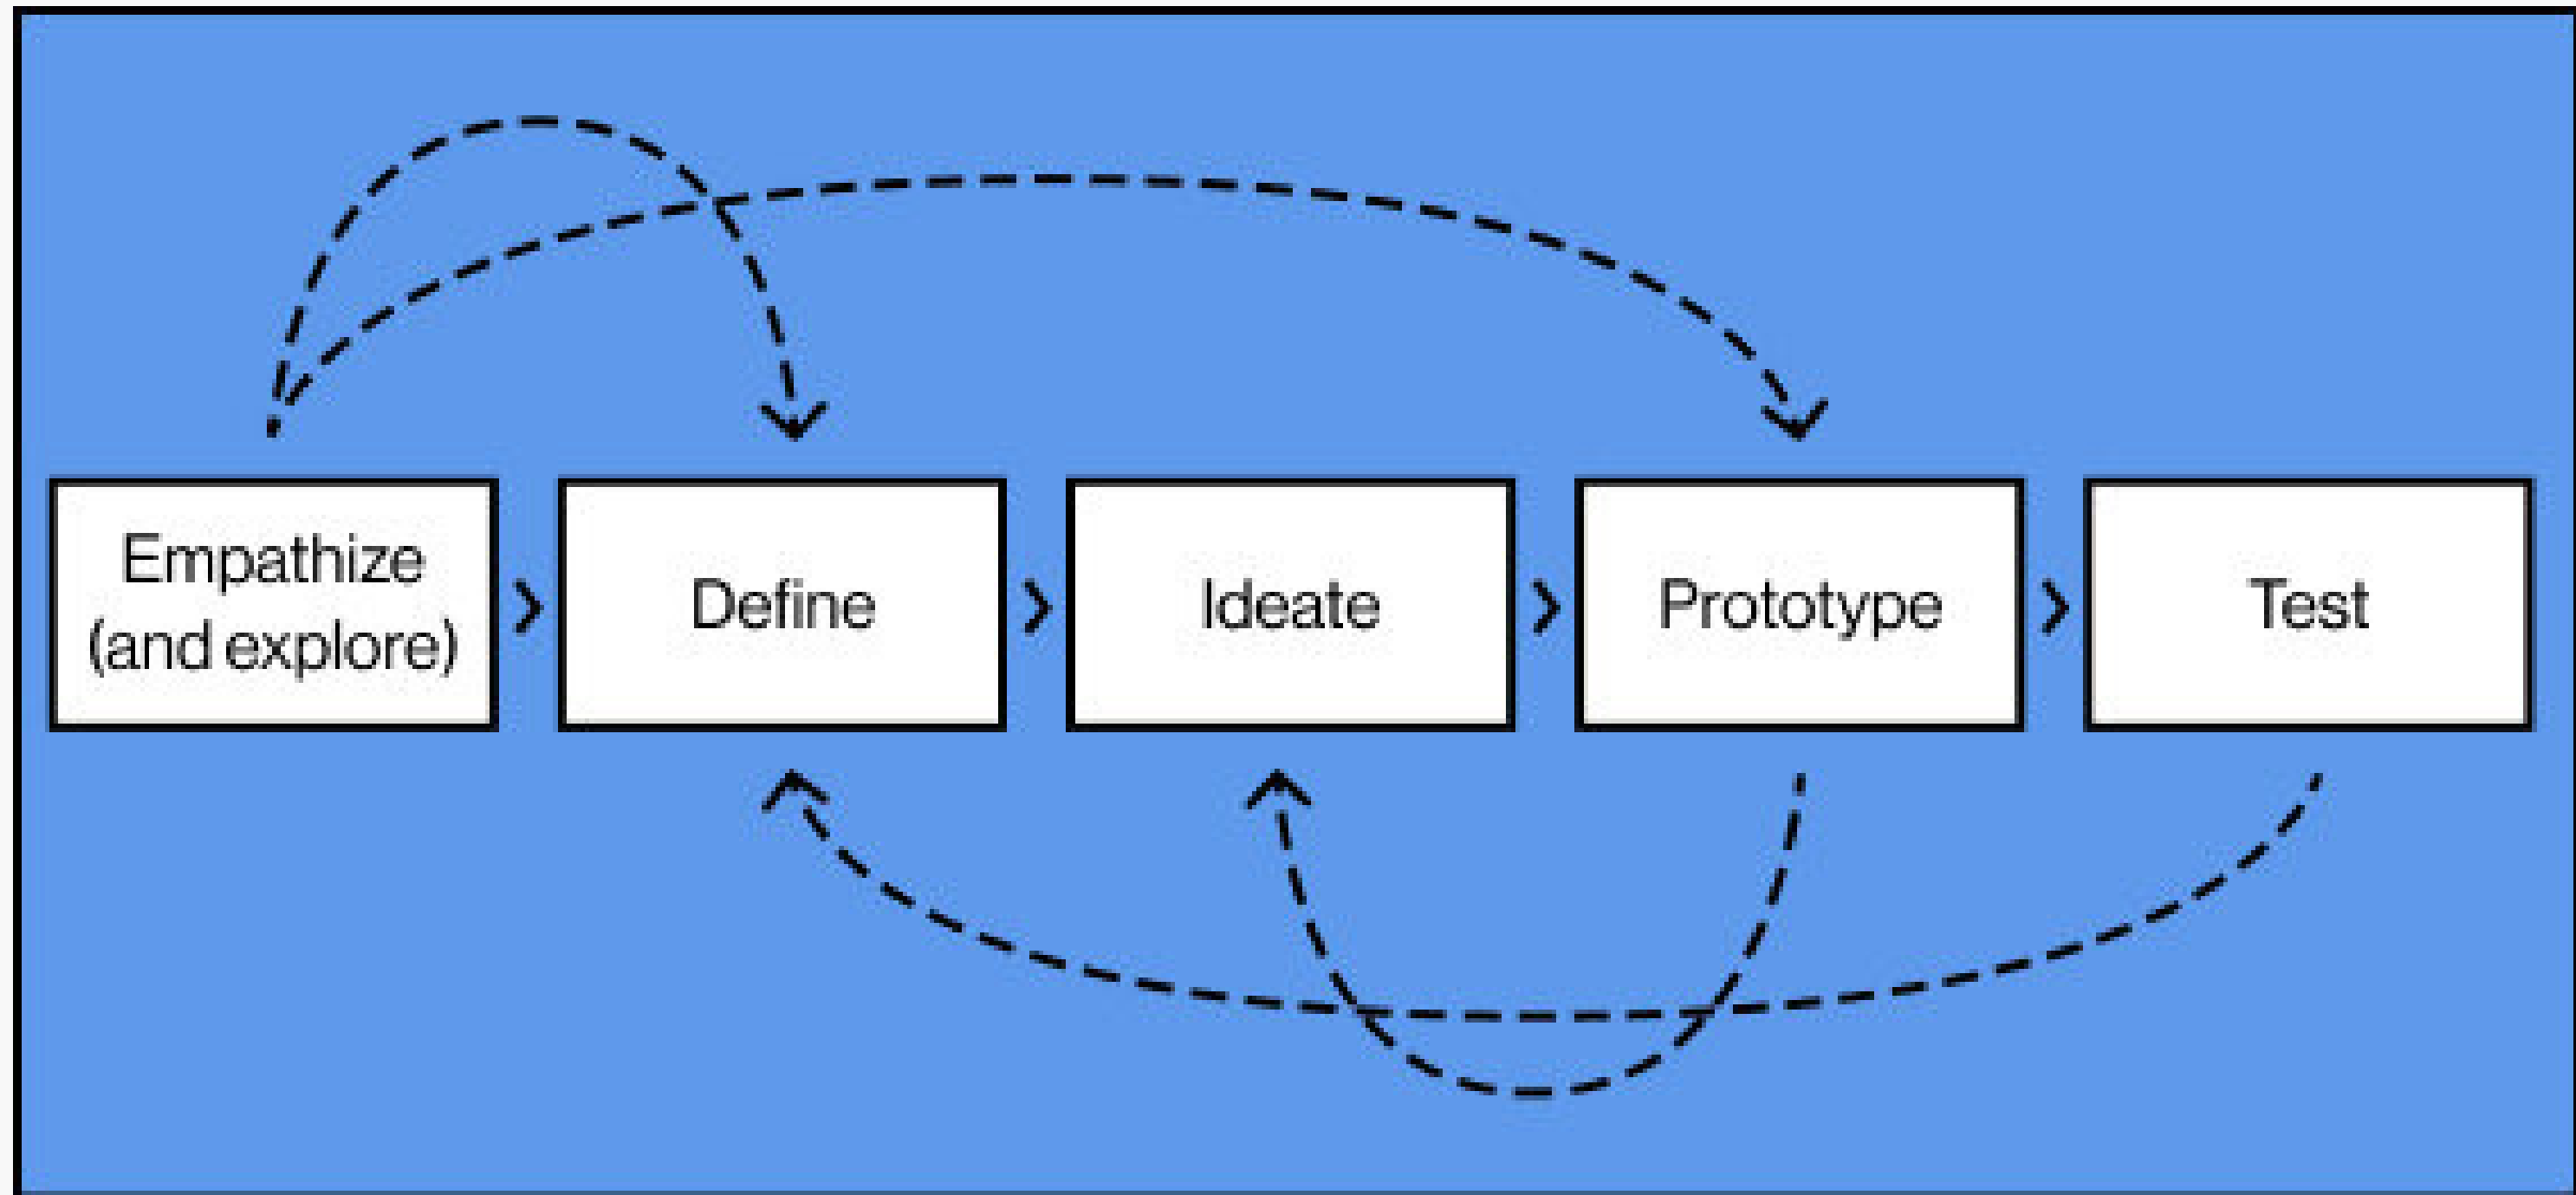 Empathize
(and explore)
Define
Ideate
Prototype
Test